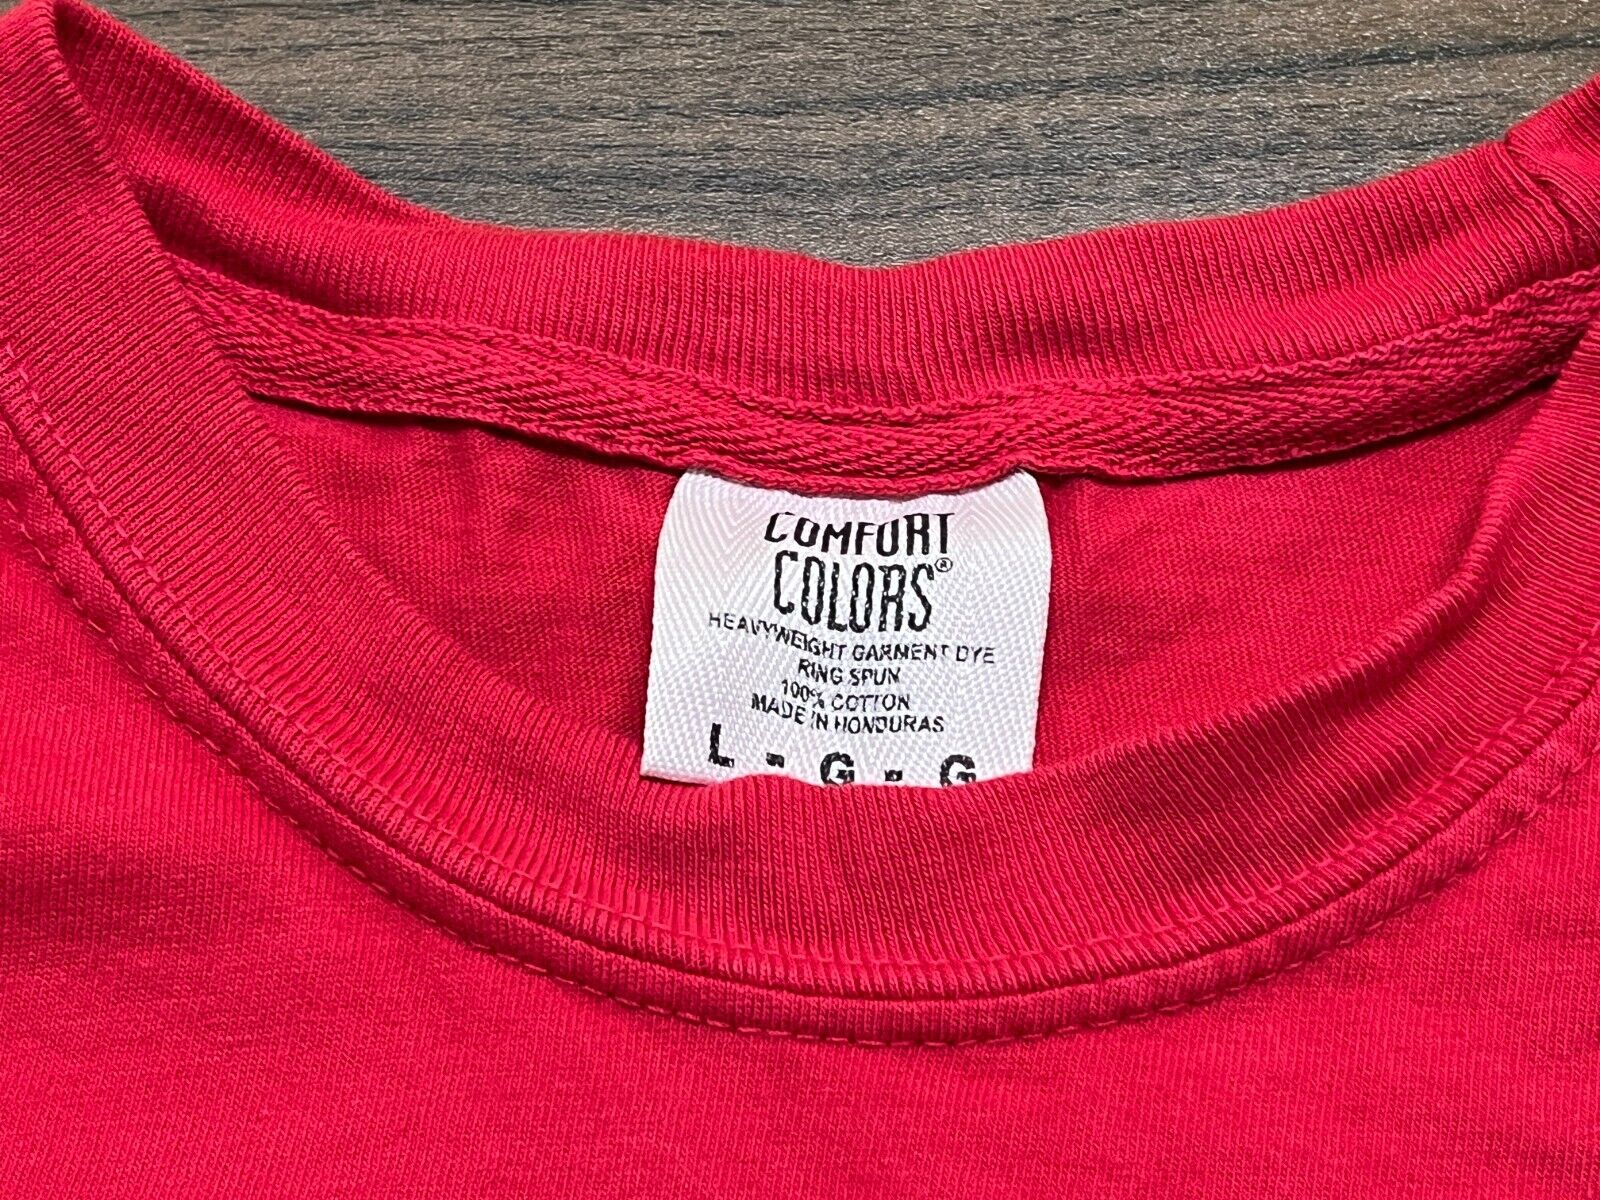 COMFORT
COLORS®
HEAVYWEIGHT GARMENT DYE
RING SPUN
100% COTTON
MADE IN HONDURAS
L - G - G